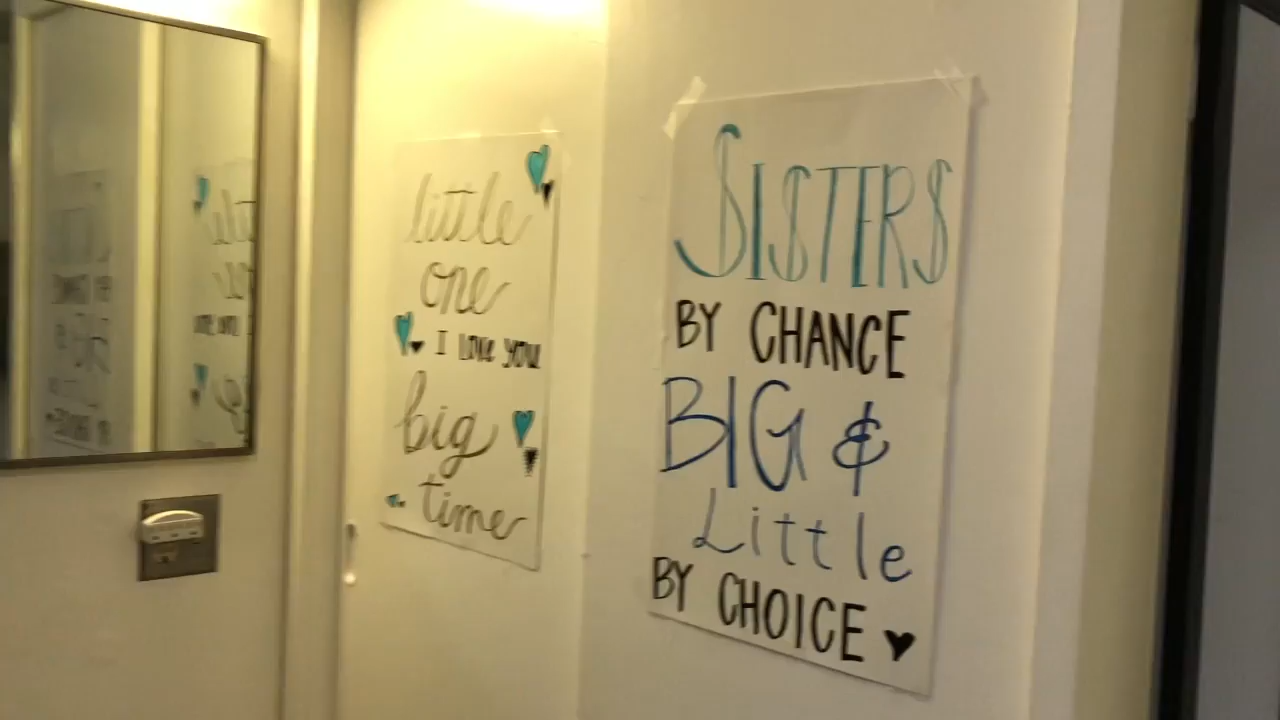 little
one
I LOVE YOU
big
time
SISTERS
BY CHANCE
BIG &
Little
BY CHOICE